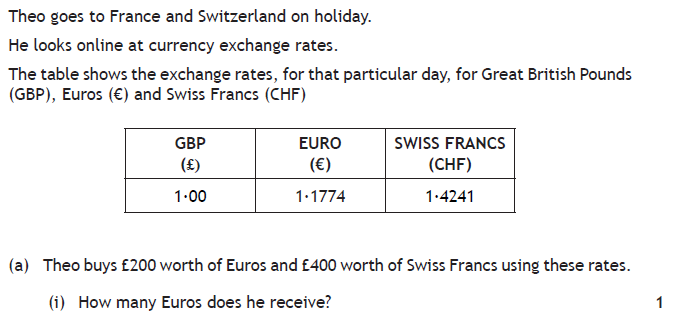 Theo goes to France and Switzerland on holiday.
He looks online at currency exchange rates.
The table shows the exchange rates, for that particular day, for Great British Pounds
(GBP), Euros (€) and Swiss Francs (CHF)
GBP EURO SWISS FRANCS
(£) (€) (CHF)
1·00 1·1774 1·4241
(a) Theo buys £200 worth of Euros and £400 worth of Swiss Francs using these rates.
(i) How many Euros does he receive? 1